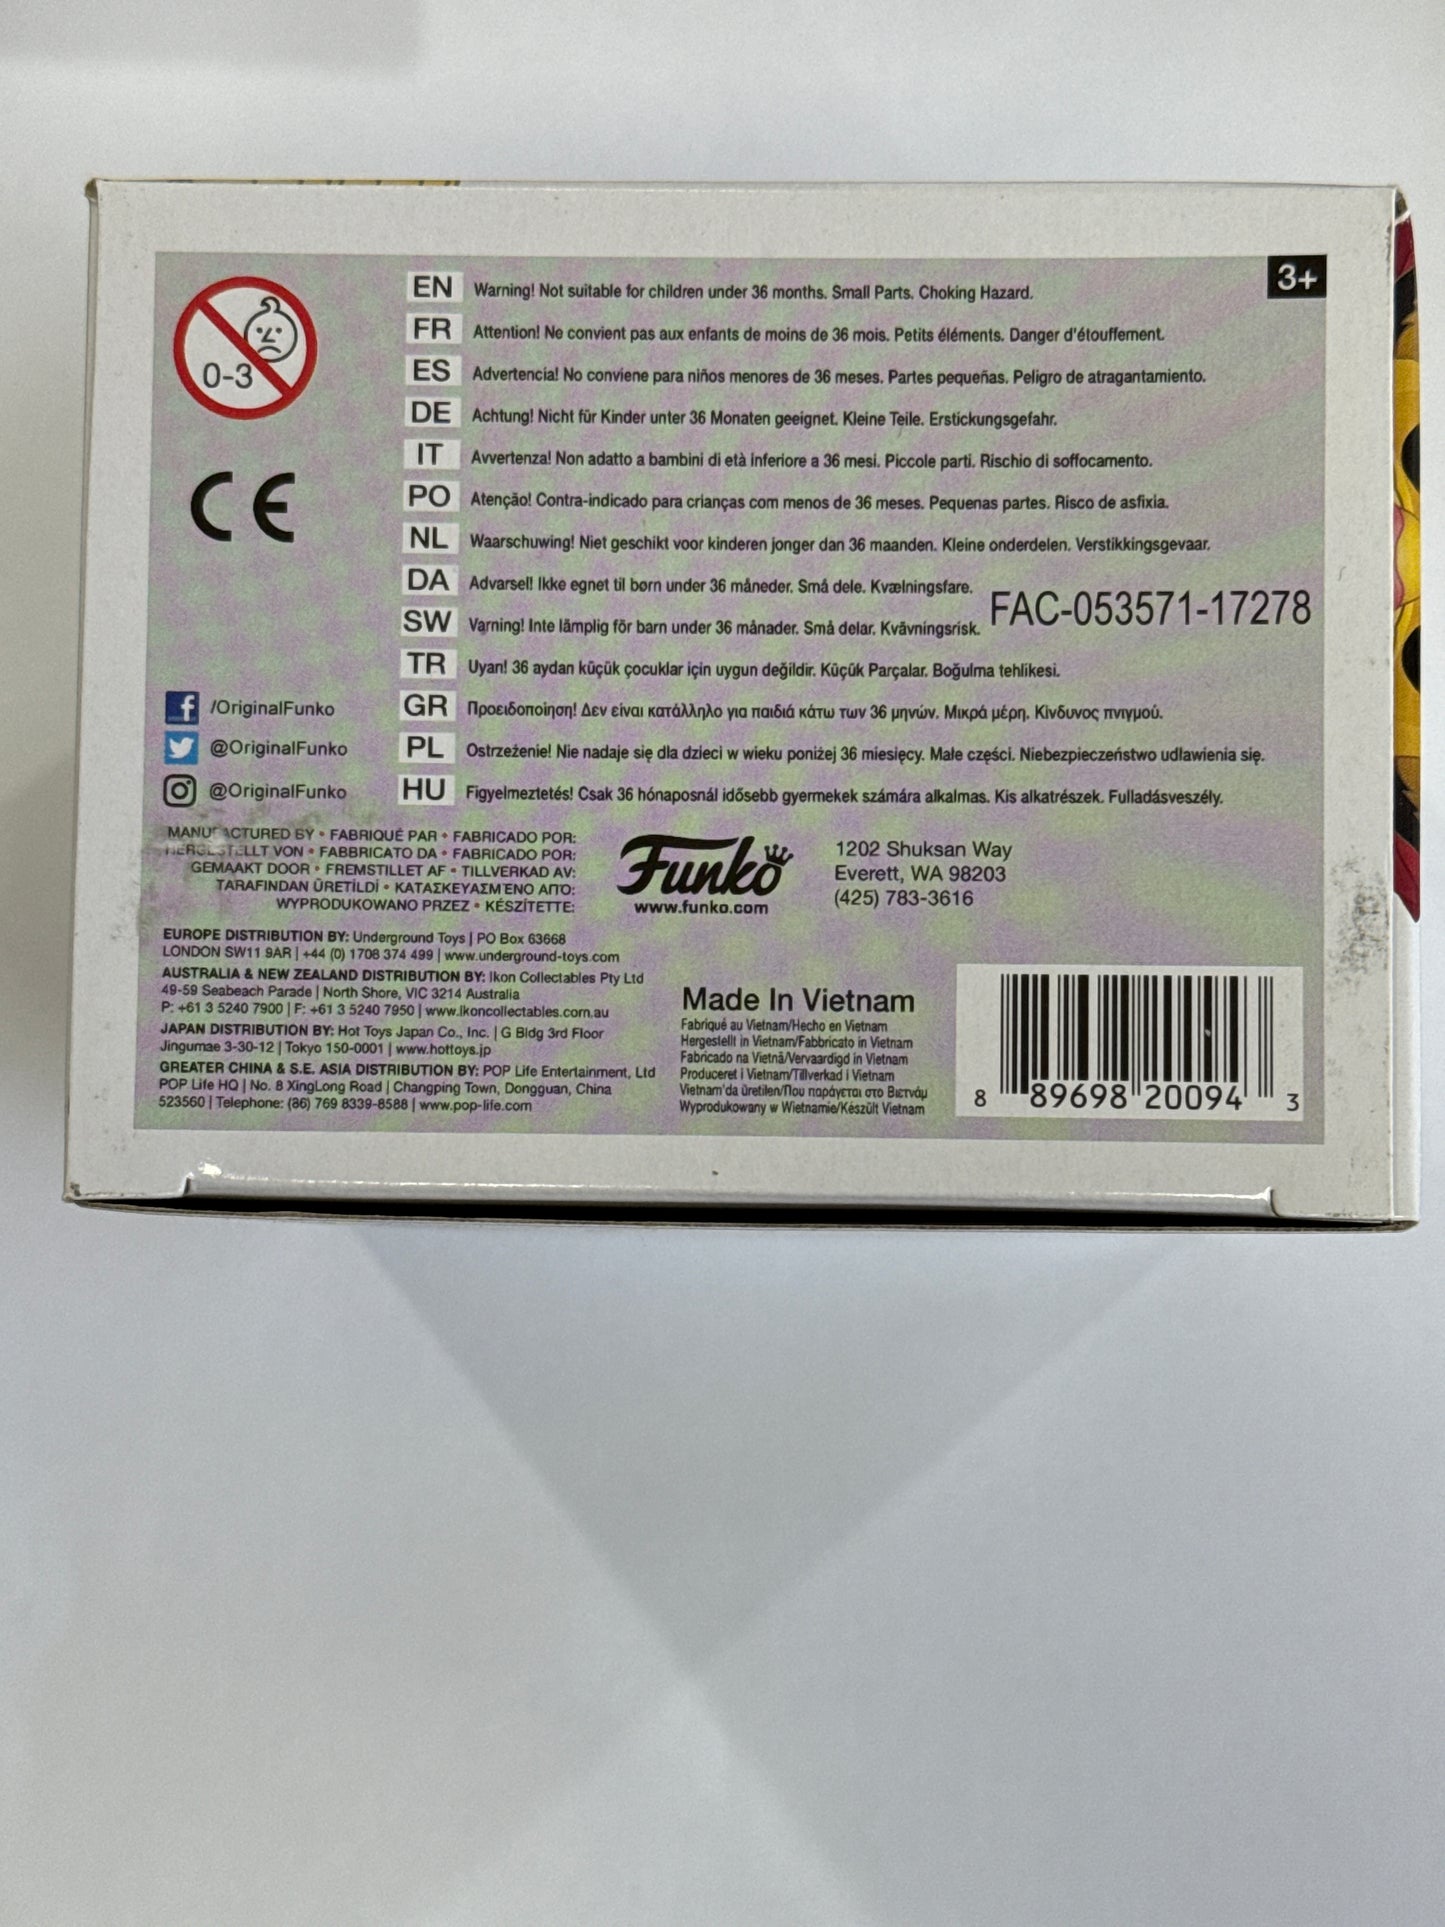 3+
0-3
EN Warning! Not suitable for children under 36 months. Small Parts. Choking Hazard.
FR Attention! Ne convient pas aux enfants de moins de 36 mois. Petits éléments. Danger d'étouffement.
ES Advertencia! No conviene para niños menores de 36 meses. Partes pequeñas. Peligro de atragantamiento.
DE Achtung! Nicht für Kinder unter 36 Monaten geeignet. Kleine Teile. Erstickungsgefahr.
IT Avvertenza! Non adatto a bambini di età inferiore a 36 mesi. Piccole parti. Rischio di soffocamento.
CE
PO Atenção! Contra-indicado para crianças com menos de 36 meses. Pequenas partes. Risco de asfixia.
NL Waarschuwing! Niet geschikt voor kinderen jonger dan 36 maanden. Kleine onderdelen. Verstikkingsgevaar.
DA Advarsel! Ikke egnet til børn under 36 måneder. Små dele. Kvælningsfare.
FAC-053571-17278
SW Varning! Inte lämplig för barn under 36 månader. Små delar. Kvävningsrisk.
TR Uyan! 36 aydan küçük çocuklar için uygun değildir. Küçük Parçalar. Boğulma tehlikesi.
GR Προειδοποίηση! Δεν είναι κατάλληλο για παιδιά κάτω των 36 μηνών. Μικρά μέρη. Κίνδυνος πνιγμού.
PL Ostrzeżenie! Nie nadaje się dla dzieci w wieku poniżej 36 miesięcy. Małe części. Niebezpieczeństwo udławienia się.
HU Figyelmeztetés! Csak 36 hónaposnál idősebb gyermekek számára alkalmas. Kis alkatrészek. Fulladásveszély.
/OriginalFunko
@OriginalFunko
@OriginalFunko
MANUFACTURED BY • FABRIQUÉ PAR • FABRICADO POR:
HERGESTELLT VON • FABBRICATO DA • FABRICADO POR:
GEMAAKT DOOR • FREMSTILLET AF • TILLVERKAD AV:
TARAFINDAN ÜRETİLDİ • ΚΑΤΑΣΚΕΥΑΣΜΈΝΟ ΑΠΌ:
WYPRODUKOWANO PRZEZ • KÉSZÍTETTE:
Funko
www.funko.com
1202 Shuksan Way
Everett, WA 98203
(425) 783-3616
EUROPE DISTRIBUTION BY: Underground Toys | PO Box 63668
LONDON SW11 9AR | +44 (0) 1708 374 499 | www.underground-toys.com
AUSTRALIA & NEW ZEALAND DISTRIBUTION BY: Ikon Collectables Pty Ltd
49-59 Seabeach Parade | North Shore, VIC 3214 Australia
P: +61 3 5240 7900 | F: +61 3 5240 7950 | www.ikoncollectables.com.au
JAPAN DISTRIBUTION BY: Hot Toys Japan Co., Inc. | G Bldg 3rd Floor
Jingumae 3-30-12 | Tokyo 150-0001 | www.hottoys.jp
GREATER CHINA & S.E. ASIA DISTRIBUTION BY: POP Life Entertainment, Ltd
POP Life HQ | No. 8 XingLong Road | Changping Town, Dongguan, China
523560 | Telephone: (86) 769 8339-8588 | www.pop-life.com
Made In Vietnam
Fabriqué au Vietnam/Hecho en Vietnam
Hergestellt in Vietnam/Fabbricato in Vietnam
Fabricado na Vietnã/Vervaardigd in Vietnam
Produceret i Vietnam/Tillverkad i Vietnam
Vietnam'da üretilen/Που παράγεται στο Βιετνάμ
Wyprodukowany w Wietnamie/Készült Vietnam
8 89698 20094 3